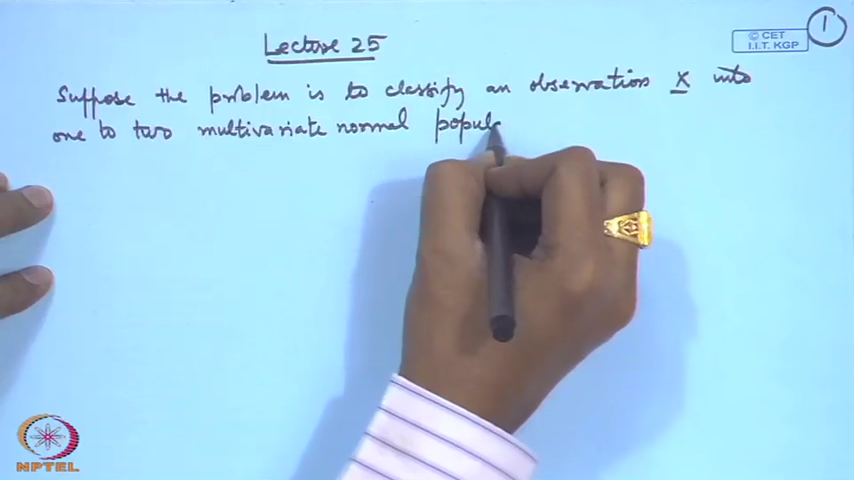 Lecture 25
© CET
I.I.T. KGP
1
Suppose the problem is to classify an observation x into
one to two multivariate normal popul
NPTEL